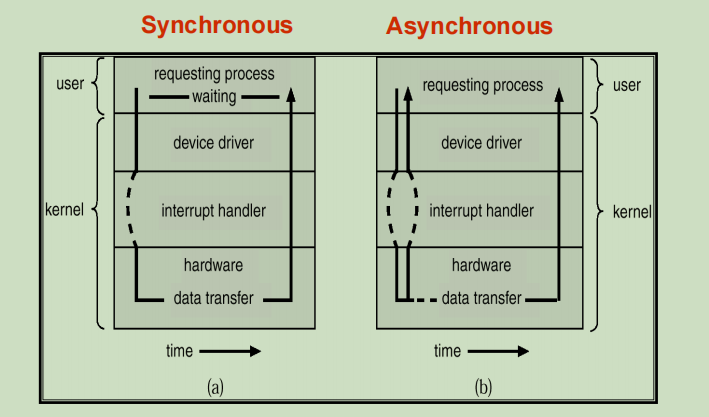 Synchronous
Asynchronous
user
requesting process
waiting
device driver
kernel
interrupt handler
hardware
data transfer
time
(a)
requesting process
user
device driver
interrupt handler
kernel
hardware
data transfer
time
(b)